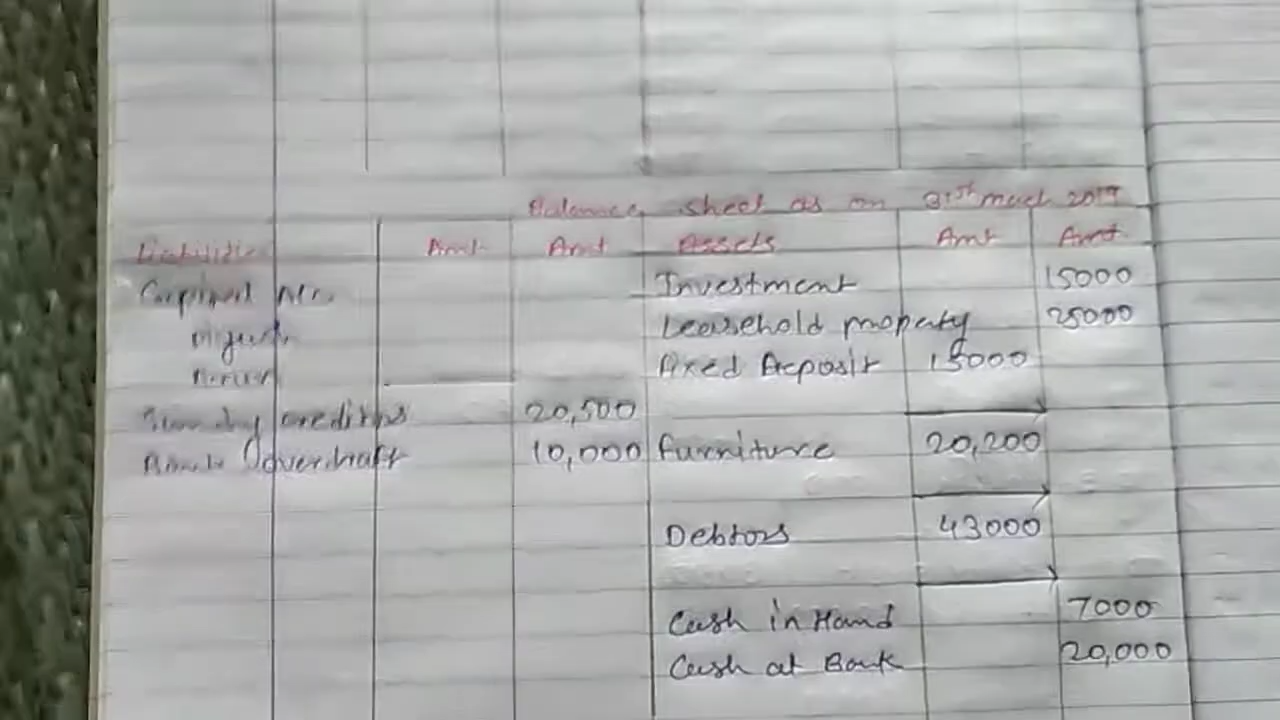 Balance sheet as on 31st march 2019
Liabilities Amt Amt Assets Amt Amt
Investment 15000
Leasehold property 25000
Fixed Deposit 15000
Sundry creditors 20,500
Bank overdraft 10,000 furniture 20,200
Debtors 43000
Cash in Hand 7000
Cash at Bank 20,000